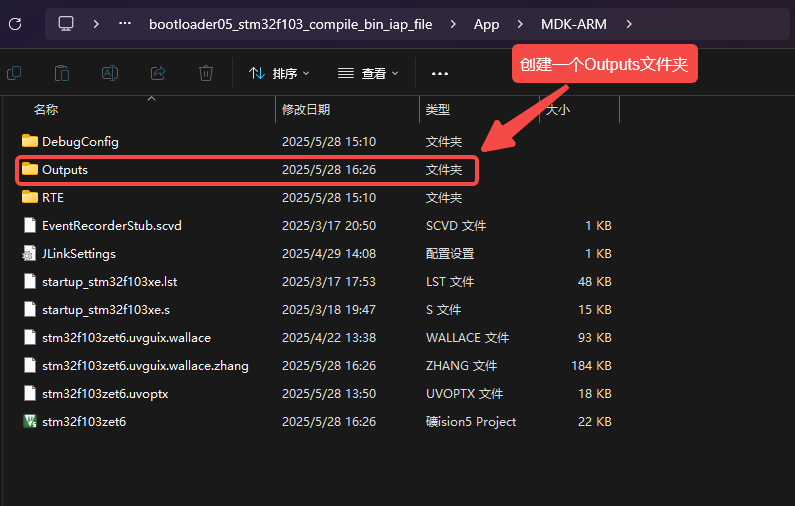 bootloader05_stm32f103_compile_bin_iap_file > App > MDK-ARM >
创建一个Outputs文件夹
排序 查看
名称 修改日期 类型 大小
DebugConfig 2025/5/28 15:10 文件夹
Outputs 2025/5/28 16:26 文件夹
RTE 2025/5/28 15:10 文件夹
EventRecorderStub.scvd 2025/3/17 20:50 SCVD 文件 1 KB
JLinkSettings 2025/4/29 14:08 配置设置 1 KB
startup_stm32f103xe.lst 2025/3/17 17:53 LST 文件 48 KB
startup_stm32f103xe.s 2025/3/18 19:47 S 文件 15 KB
stm32f103zet6.uvguix.wallace 2025/4/22 13:38 WALLACE 文件 93 KB
stm32f103zet6.uvguix.wallace.zhang 2025/5/28 16:26 ZHANG 文件 184 KB
stm32f103zet6.uvoptx 2025/5/28 13:50 UVOPTX 文件 18 KB
stm32f103zet6 2025/5/28 16:26 礦ision5 Project 22 KB